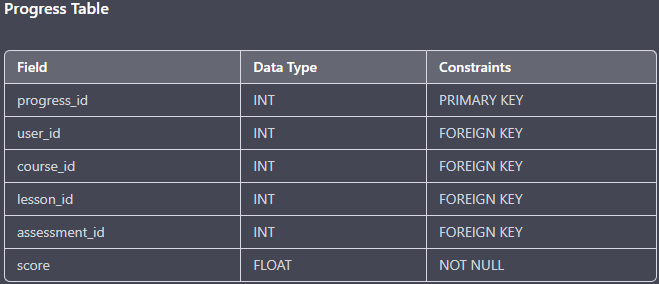 Progress Table
Field Data Type Constraints
progress_id INT PRIMARY KEY
user_id INT FOREIGN KEY
course_id INT FOREIGN KEY
lesson_id INT FOREIGN KEY
assessment_id INT FOREIGN KEY
score FLOAT NOT NULL